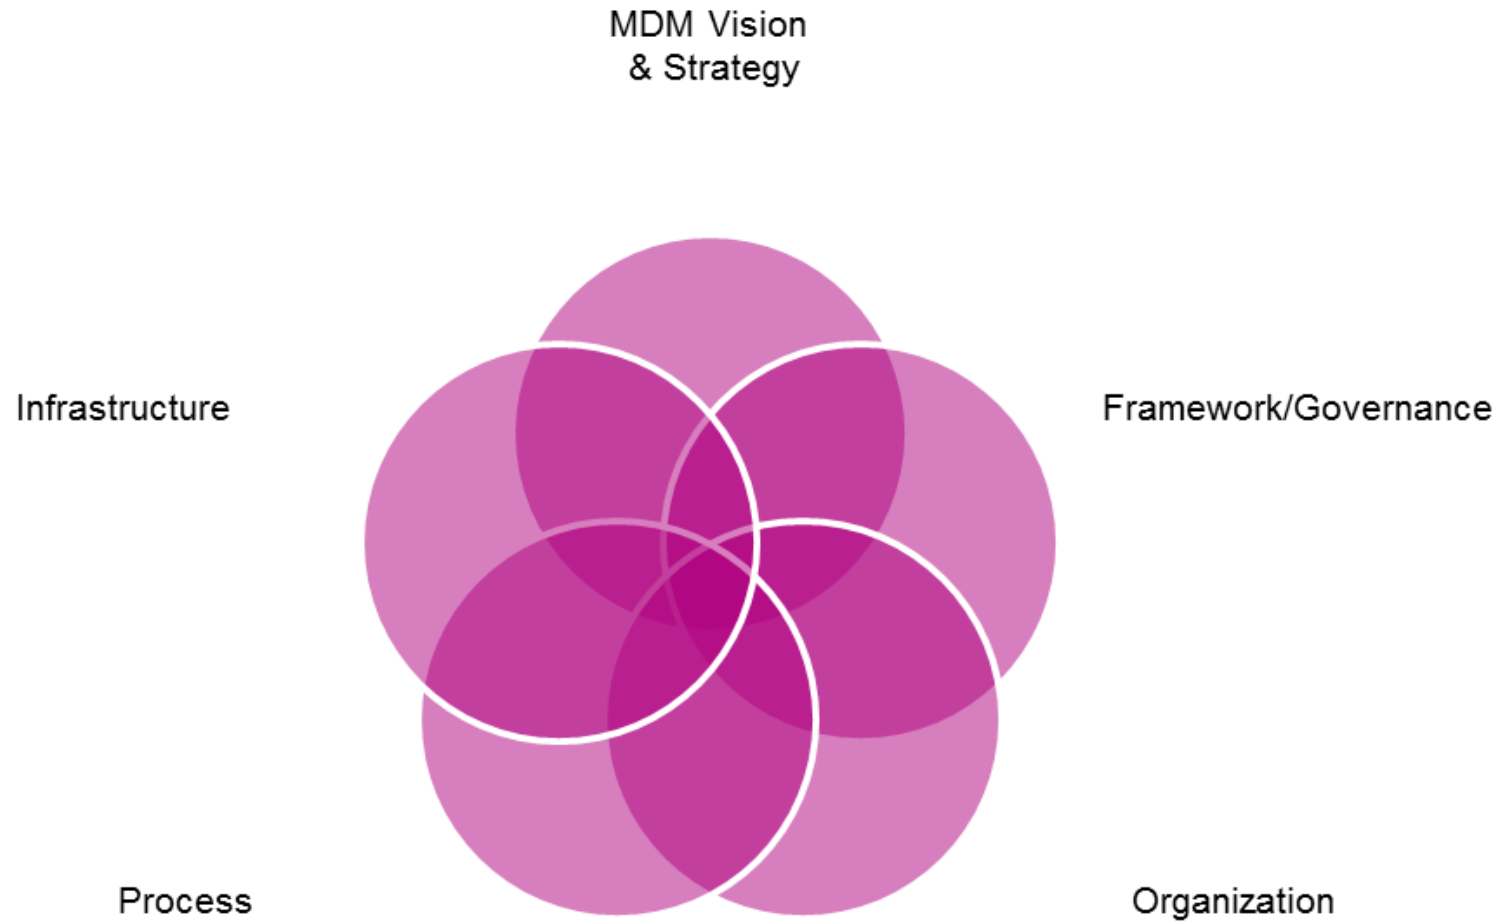 MDM Vision
& Strategy
Infrastructure
Framework/Governance
Process
Organization